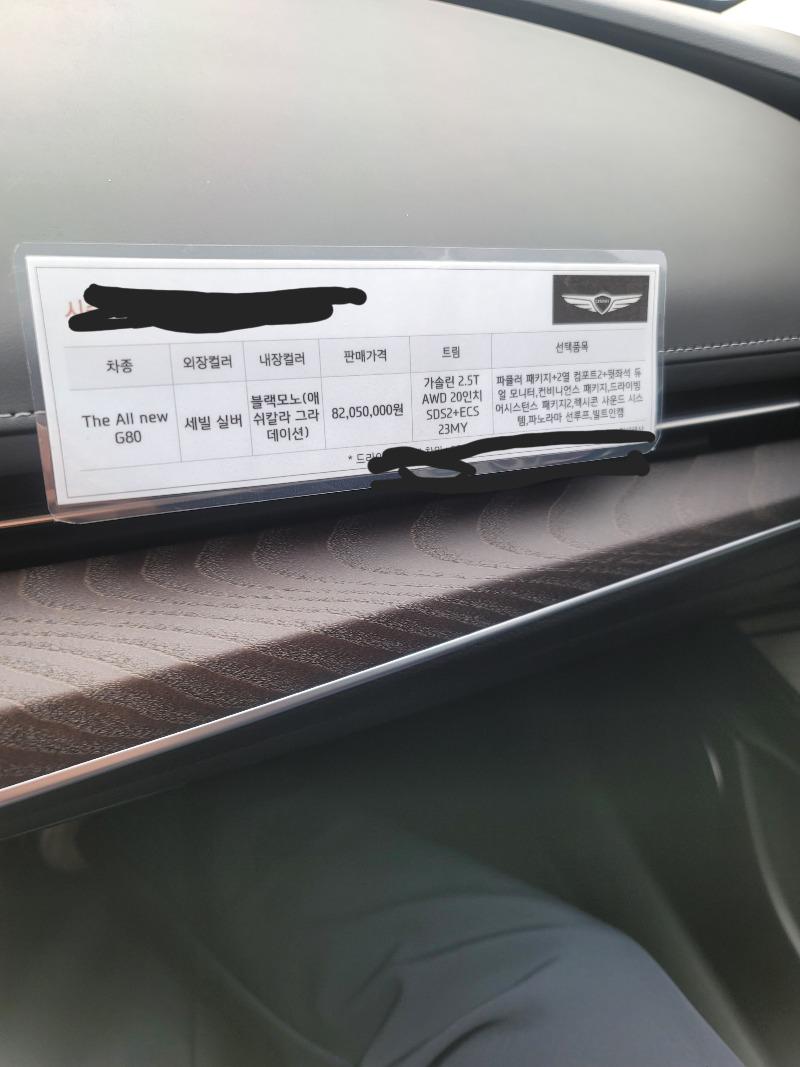 차종 외장컬러 내장컬러 판매가격 트림 선택품목
The All new
G80
세빌 실버
블랙모노(애
쉬칼라 그라
데이션)
82,050,000원
가솔린 2.5T
AWD 20인치
SDS2+ECS
23MY
파퓰러 패키지+2열 컴포트2+뒷좌석 듀
얼 모니터,컨비니언스 패키지,드라이빙
어시스턴스 패키지2,렉시콘 사운드 시스
템,파노라마 선루프,빌트인캠
* 드라이